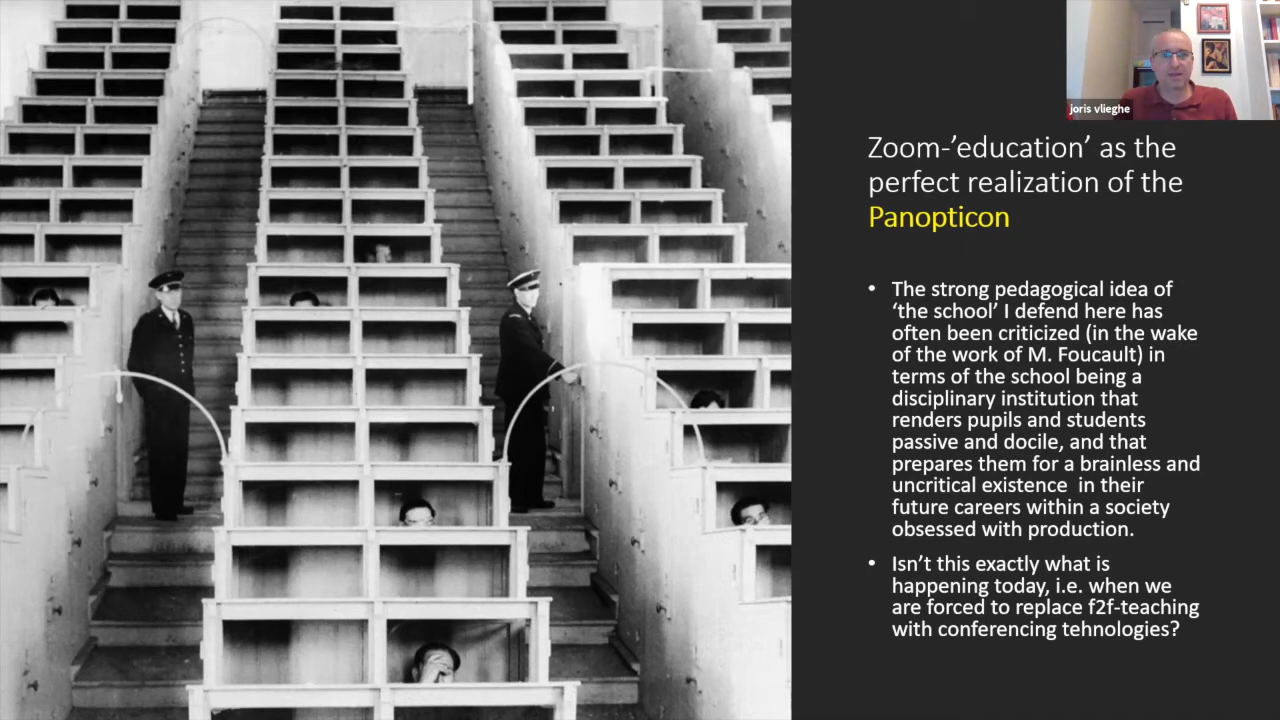 joris vlieghe
Zoom-’education’ as the
perfect realization of the
Panopticon
• The strong pedagogical idea of
‘the school’ I defend here has
often been criticized (in the wake
of the work of M. Foucault) in
terms of the school being a
disciplinary institution that
renders pupils and students
passive and docile, and that
prepares them for a brainless and
uncritical existence in their
future careers within a society
obsessed with production.
• Isn’t this exactly what is
happening today, i.e. when we
are forced to replace f2f-teaching
with conferencing tehnologies?